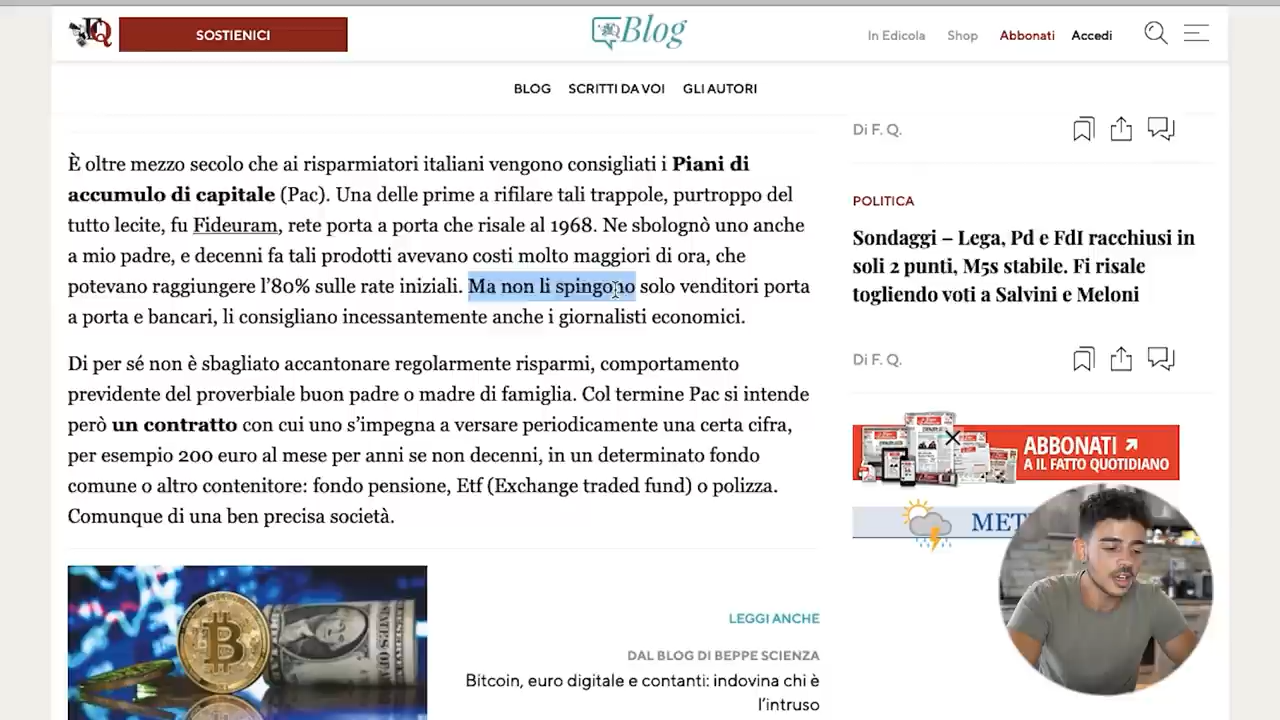 FQ
SOSTIENICI
Blog
In Edicola
Shop
Abbonati
Accedi
BLOG
SCRITTI DA VOI
GLI AUTORI
È oltre mezzo secolo che ai risparmiatori italiani vengono consigliati i Piani di
accumulo di capitale (Pac). Una delle prime a rifilare tali trappole, purtroppo del
tutto lecite, fu Fideuram, rete porta a porta che risale al 1968. Ne sbolognò uno anche
a mio padre, e decenni fa tali prodotti avevano costi molto maggiori di ora, che
potevano raggiungere l'80% sulle rate iniziali. Ma non li spingono solo venditori porta
a porta e bancari, li consigliano incessantemente anche i giornalisti economici.
Di per sé non è sbagliato accantonare regolarmente risparmi, comportamento
previdente del proverbiale buon padre o madre di famiglia. Col termine Pac si intende
però un contratto con cui uno s'impegna a versare periodicamente una certa cifra,
per esempio 200 euro al mese per anni se non decenni, in un determinato fondo
comune o altro contenitore: fondo pensione, Etf (Exchange traded fund) o polizza.
Comunque di una ben precisa società.
LEGGI ANCHE
DAL BLOG DI BEPPE SCIENZA
Bitcoin, euro digitale e contanti: indovina chi è
l'intruso
Di F. Q.
POLITICA
Sondaggi – Lega, Pd e FdI racchiusi in
soli 2 punti, M5s stabile. Fi risale
togliendo voti a Salvini e Meloni
Di F. Q.
ABBONATI
A IL FATTO QUOTIDIANO